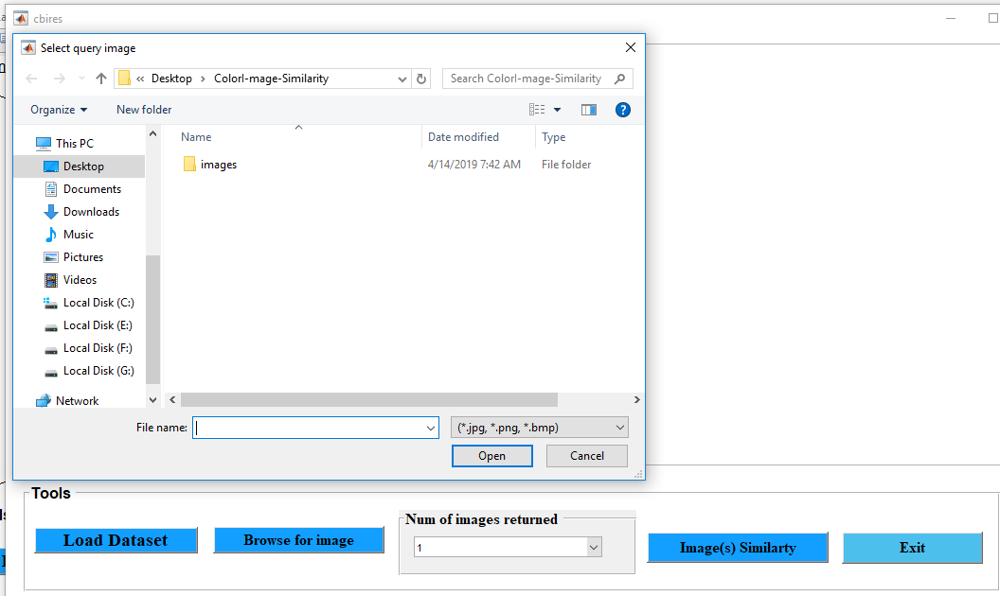 cbires
Select query image
« Desktop › ColorI-mage-Similarity
Search ColorI-mage-Similarity
Organize
New folder
?
Name
Date modified
Type
This PC
Desktop
Documents
Downloads
Music
Pictures
Videos
Local Disk (C:)
Local Disk (E:)
Local Disk (F:)
Local Disk (G:)
Network
images
4/14/2019 7:42 AM
File folder
File name:
(*.jpg, *.png, *.bmp)
Open
Cancel
Tools
Load Dataset
Browse for image
Num of images returned
1
Image(s) Similarty
Exit